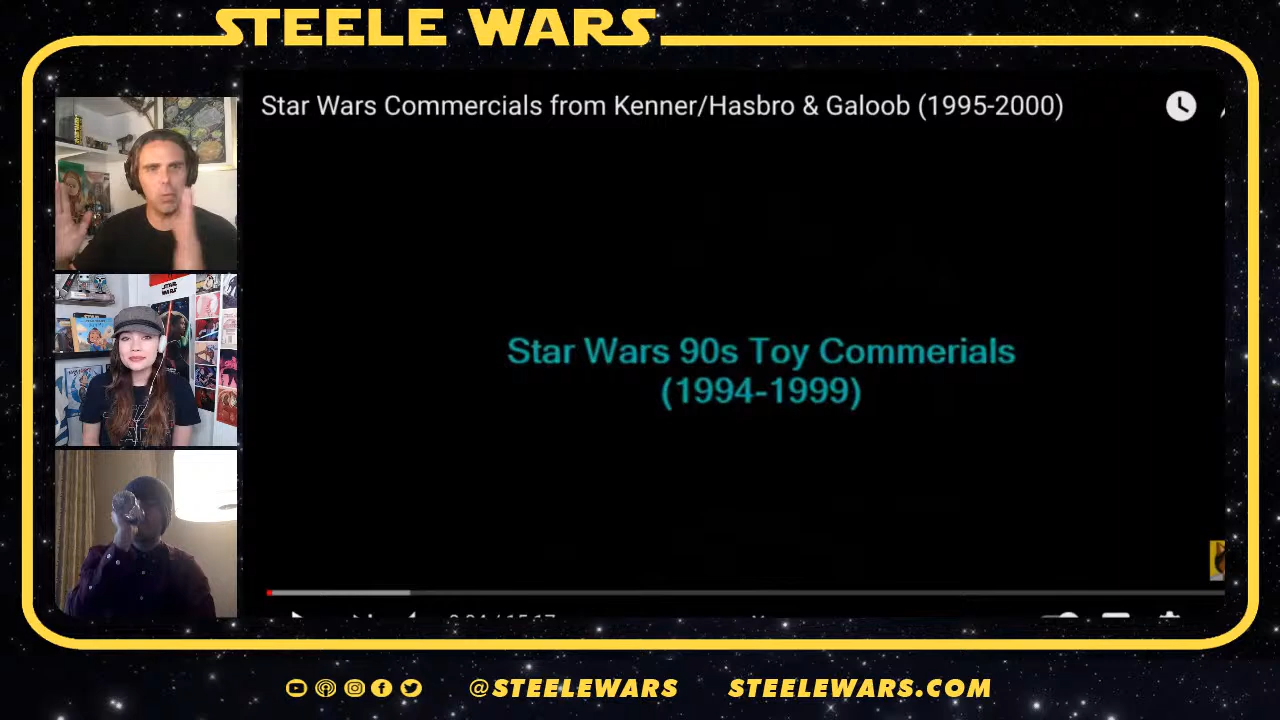 STEELE WARS
Star Wars Commercials from Kenner/Hasbro & Galoob (1995-2000)
Star Wars 90s Toy Commerials
(1994-1999)
@STEELEWARS
STEELEWARS.COM